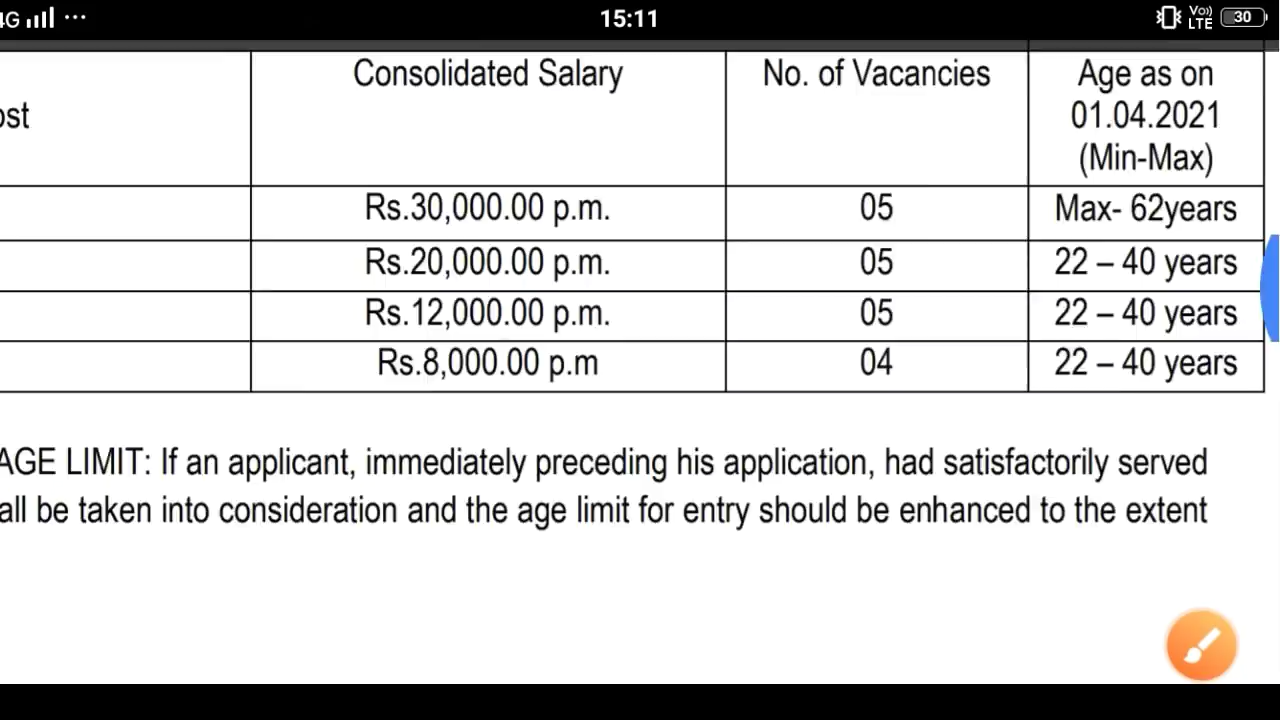 4G ... 15:11 Vo) LTE 30
ost Consolidated Salary No. of Vacancies Age as on 01.04.2021 (Min-Max)
Rs.30,000.00 p.m. 05 Max- 62years
Rs.20,000.00 p.m. 05 22 – 40 years
Rs.12,000.00 p.m. 05 22 – 40 years
Rs.8,000.00 p.m 04 22 – 40 years
AGE LIMIT: If an applicant, immediately preceding his application, had satisfactorily served
all be taken into consideration and the age limit for entry should be enhanced to the extent